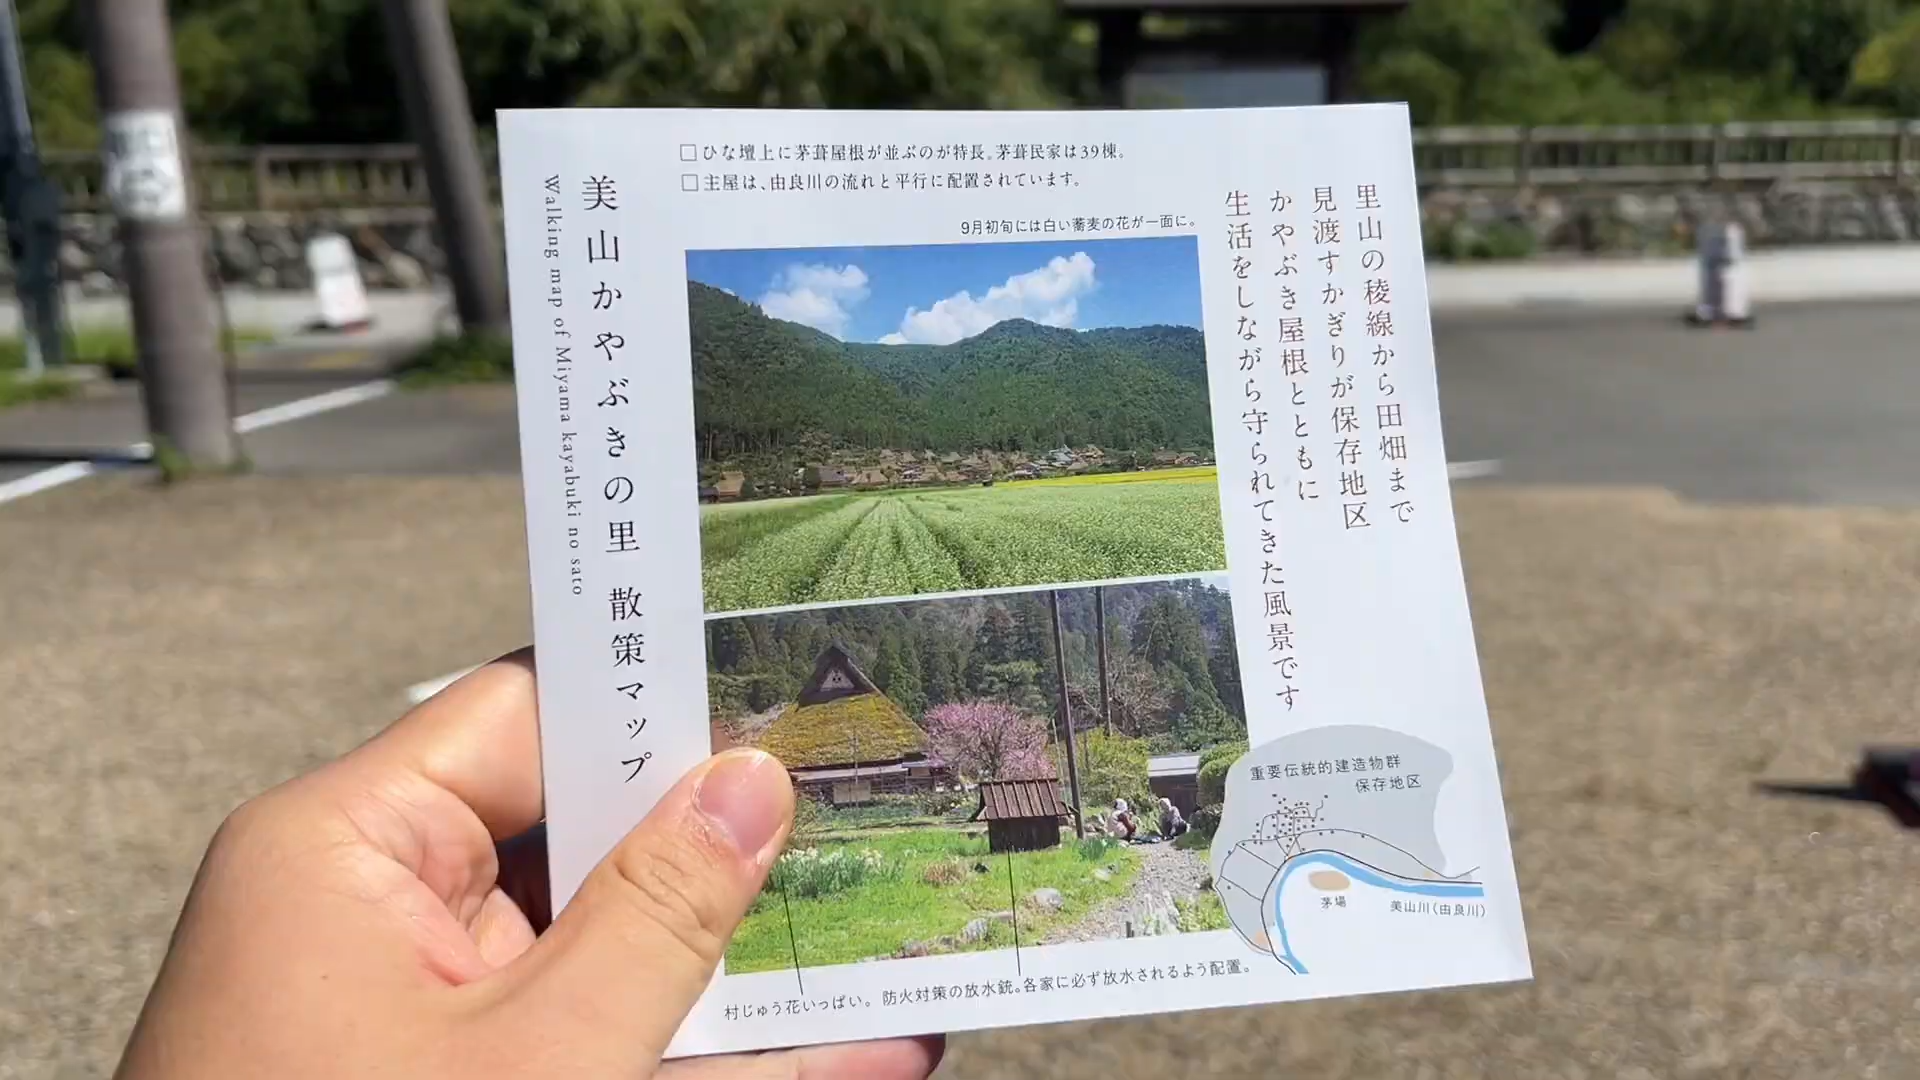 □ ひな壇上に茅葺屋根が並ぶのが特長。茅葺民家は39棟。
□ 主屋は、由良川の流れと平行に配置されています。
9月初旬には白い蕎麦の花が一面に。
里山の稜線から田畑まで
見渡すかぎりが保存地区
かやぶき屋根とともに
生活をしながら守られてきた風景です
美山かやぶきの里 散策マップ
Walking map of Miyama kayabuki no sato
重要伝統的建造物群
保存地区
茅場
美山川(由良川)
村じゅう花いっぱい。
防火対策の放水銃。各家に必ず放水されるよう配置。